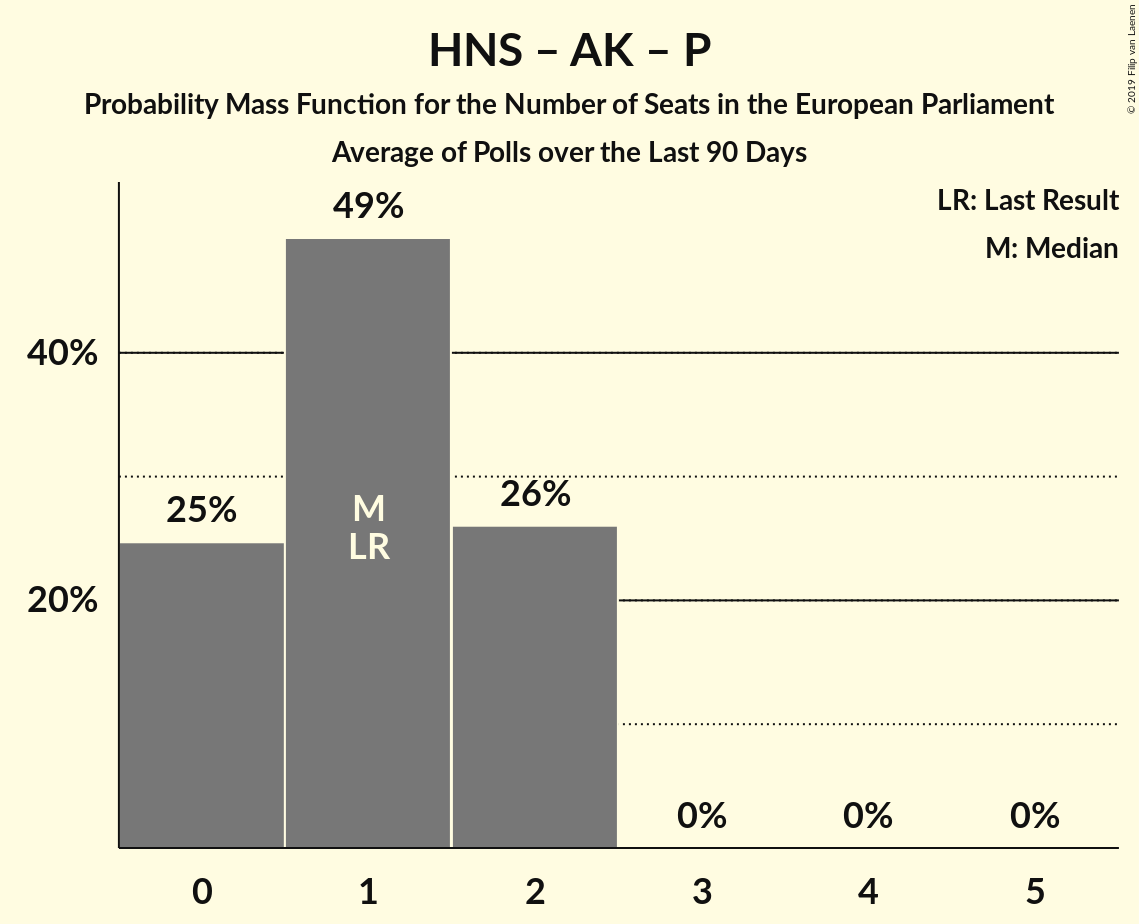 HNS – AK – P
Probability Mass Function for the Number of Seats in the European Parliament
Average of Polls over the Last 90 Days
© 2019 Filip van Laenen
LR: Last Result
M: Median
49%
40%
25%
M
LR
26%
20%
0%
0%
0%
0
1
2
3
4
5